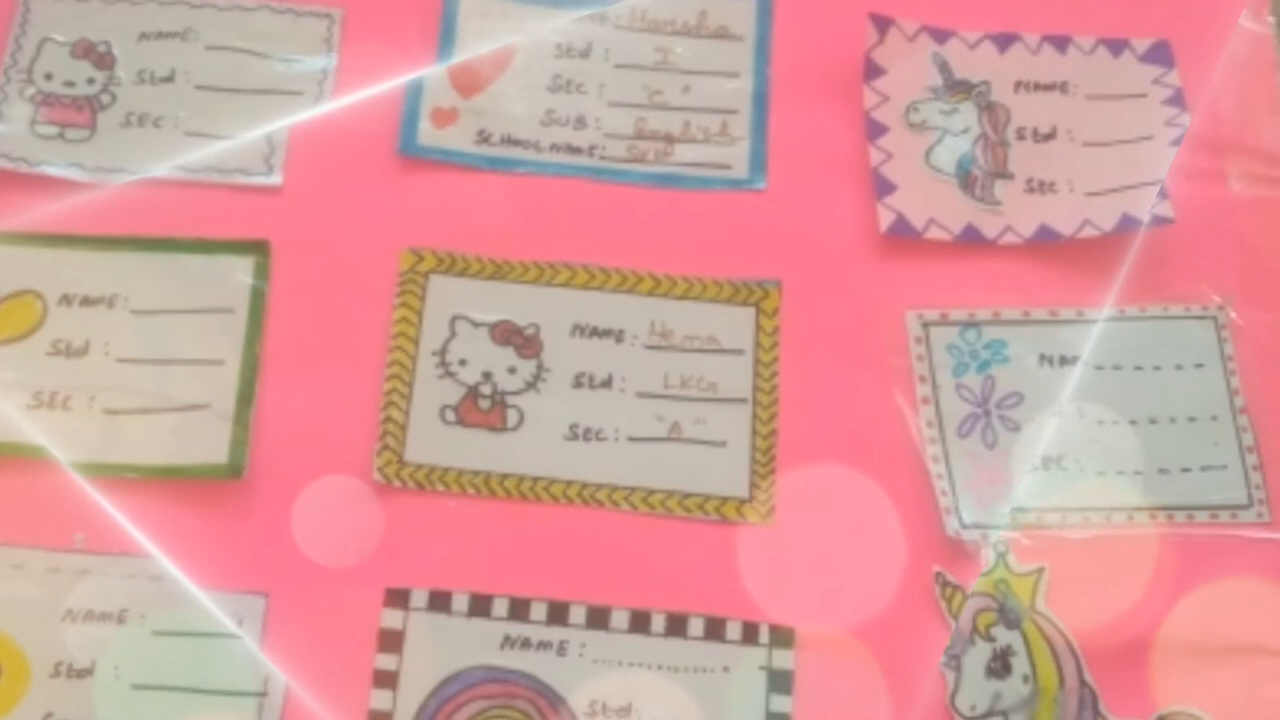 NAME:
Std :
SEC :
: Harsha
Std : I
Sec : "C"
SUB: English
SCHOOL NAME:
NAME:
Std :
SEC :
NAME:
Std :
SEC :
NAME: Hema
Std : LKG
Sec: "A"
SEC:
NAME :
Std :
NAME :
Std: